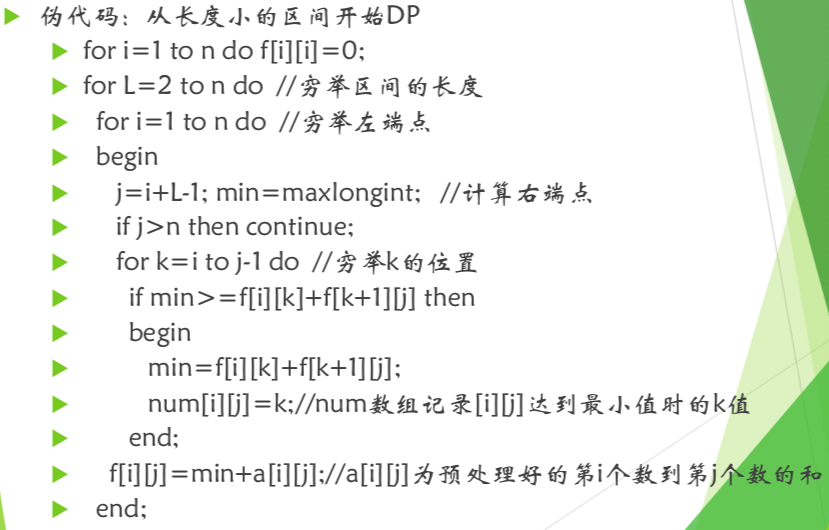 伪代码：从长度小的区间开始DP
for i=1 to n do f[i][i]=0;
for L=2 to n do //穷举区间的长度
for i=1 to n do //穷举左端点
begin
j=i+L-1; min=maxlongint; //计算右端点
if j>n then continue;
for k=i to j-1 do //穷举k的位置
if min>=f[i][k]+f[k+1][j] then
begin
min=f[i][k]+f[k+1][j];
num[i][j]=k;//num数组记录[i][j]达到最小值时的k值
end;
f[i][j]=min+a[i][j];//a[i][j]为预处理好的第i个数到第j个数的和
end;